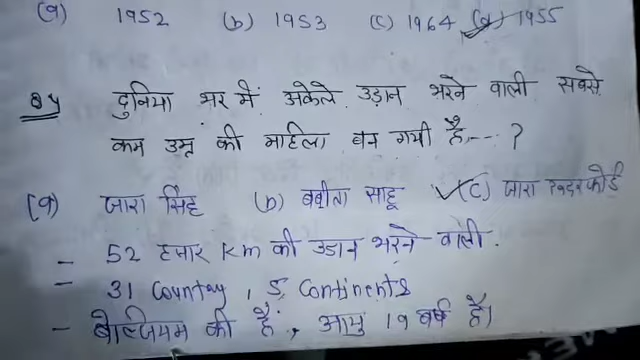 (a) 1952 (b) 1953 (c) 1964 (d) 1955
84 दुनिया भर में अकेले उड़ान भरने वाली सबसे
कम उम्र की महिला बन गयी है---?
(a) जारा सिंह (b) बबीता साहू (c) जारा रदरफोर्ड
- 52 हजार Km की उडान भरने वाली.
- 31 Country, 5 Continents
- बेल्जियम की हैं, आयु 19 वर्ष है।